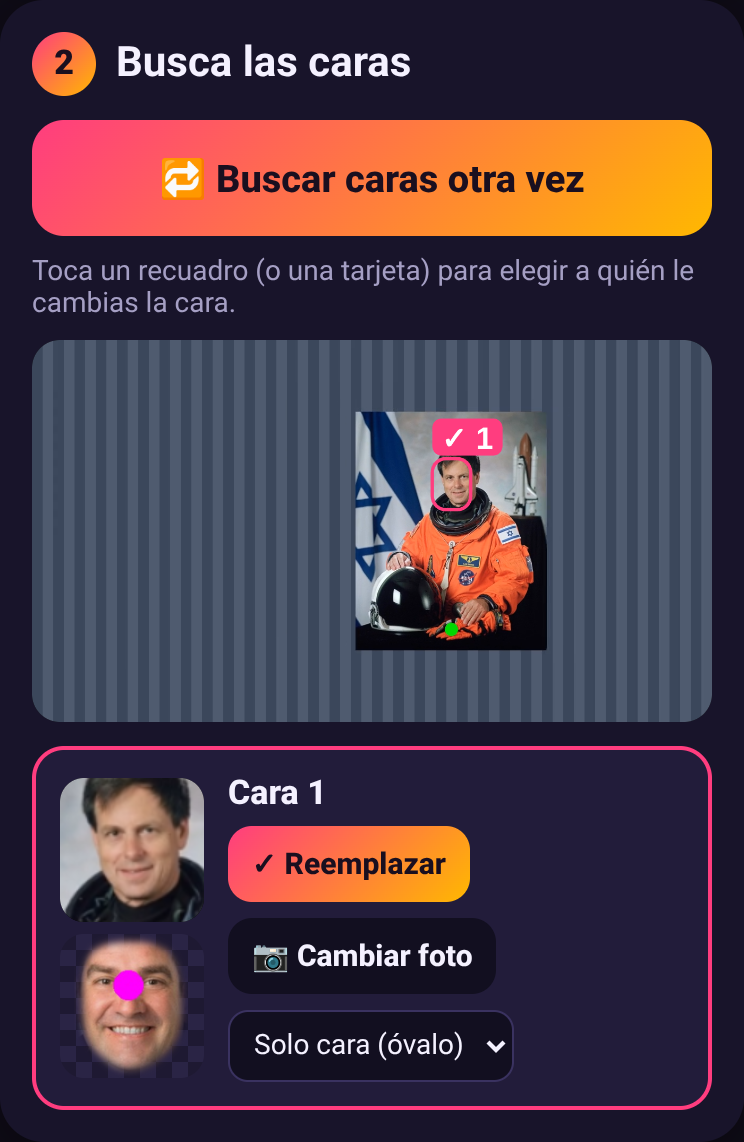 2 Busca las caras
🔁 Buscar caras otra vez
Toca un recuadro (o una tarjeta) para elegir a quién le
cambias la cara.
✓ 1
Cara 1
✓ Reemplazar
📷 Cambiar foto
Solo cara (óvalo)